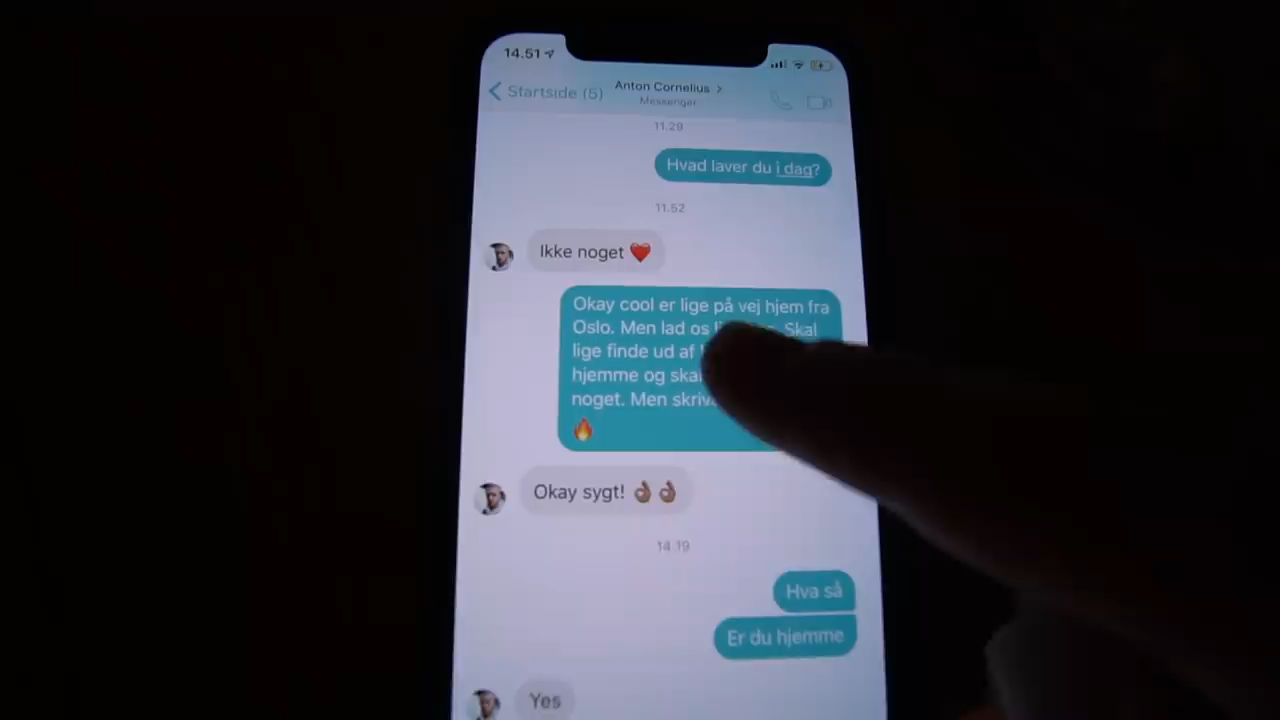 14.51
Startside (5)
Anton Cornelius
Messenger
11.29
Hvad laver du i dag?
11.52
Ikke noget ❤️
Okay cool er lige på vej hjem fra
Oslo. Men lad os Skal
lige finde ud af
hjemme og skal
noget. Men
🔥
Okay sygt! 👌🏽👌🏽
14.19
Hva så
Er du hjemme
Yes